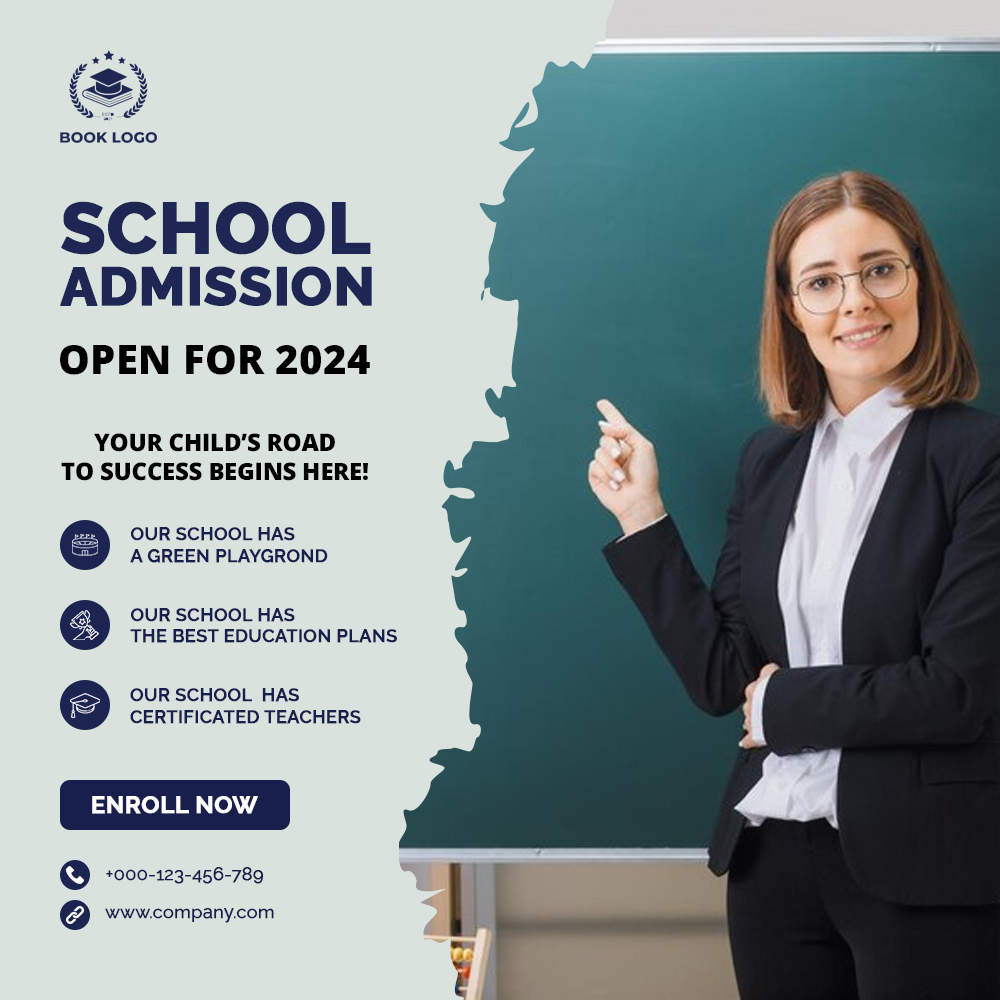 BOOK LOGO
SCHOOL
ADMISSION
OPEN FOR 2024
YOUR CHILD’S ROAD
TO SUCCESS BEGINS HERE!
OUR SCHOOL HAS
A GREEN PLAYGROND
OUR SCHOOL HAS
THE BEST EDUCATION PLANS
OUR SCHOOL HAS
CERTIFICATED TEACHERS
ENROLL NOW
+000-123-456-789
www.company.com